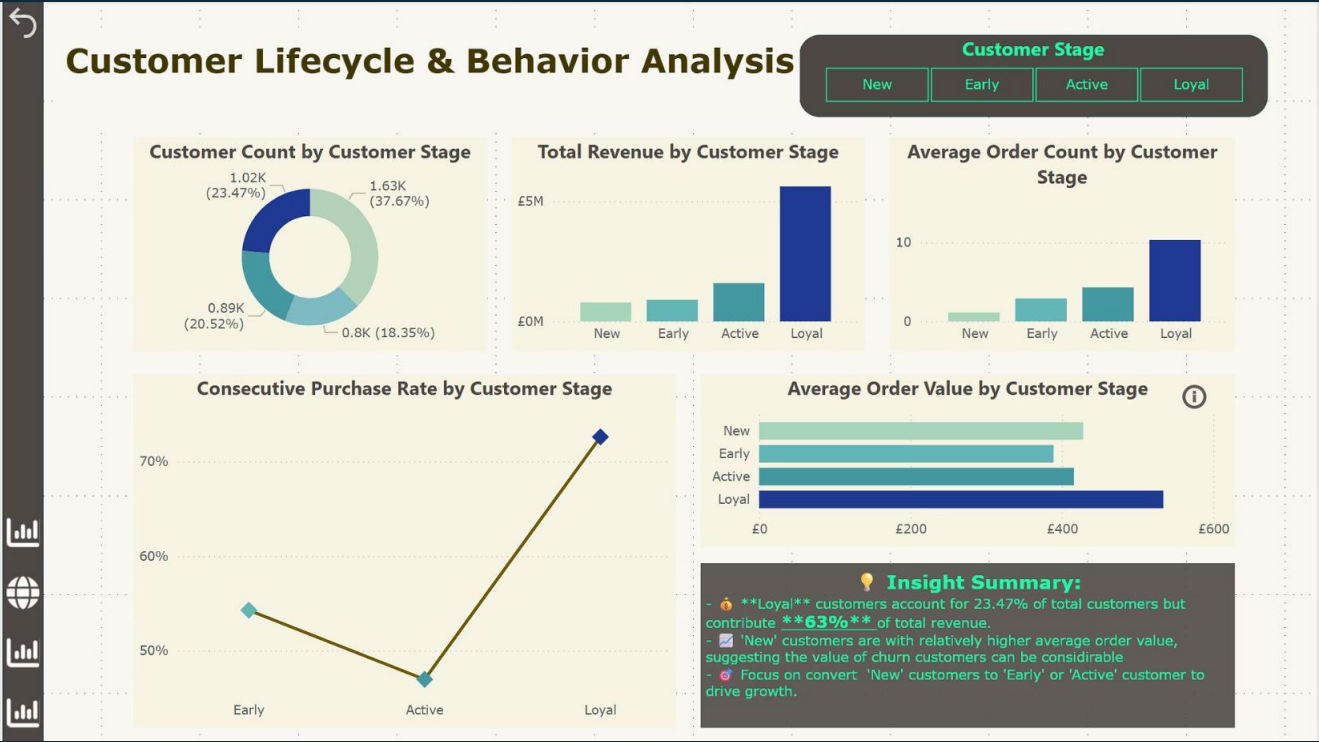 Customer Lifecycle & Behavior Analysis
Customer Stage
New Early Active Loyal
Customer Count by Customer Stage
1.02K
(23.47%)
1.63K
(37.67%)
0.89K
(20.52%)
0.8K (18.35%)
Total Revenue by Customer Stage
£5M
£0M
New Early Active Loyal
Average Order Count by Customer
Stage
10
0
New Early Active Loyal
Consecutive Purchase Rate by Customer Stage
70%
60%
50%
Early Active Loyal
Average Order Value by Customer Stage
New
Early
Active
Loyal
£0 £200 £400 £600
💡 Insight Summary:
- 💰 **Loyal** customers account for 23.47% of total customers but
contribute **63%** of total revenue.
- 📈 'New' customers are with relatively higher average order value,
suggesting the value of churn customers can be considirable
- 🎯 Focus on convert 'New' customers to 'Early' or 'Active' customer to
drive growth.